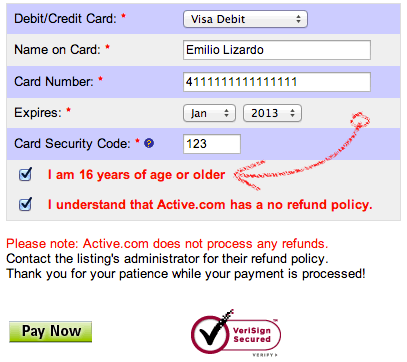 Debit/Credit Card: * Visa Debit
Name on Card: * Emilio Lizardo
Card Number: * 4111111111111111
Expires: * Jan 2013
Card Security Code: * ? 123
I am 16 years of age or older
I understand that Active.com has a no refund policy.
Please note: Active.com does not process any refunds.
Contact the listing's administrator for their refund policy.
Thank you for your patience while your payment is processed!
Pay Now
VeriSign
Secured
VERIFY